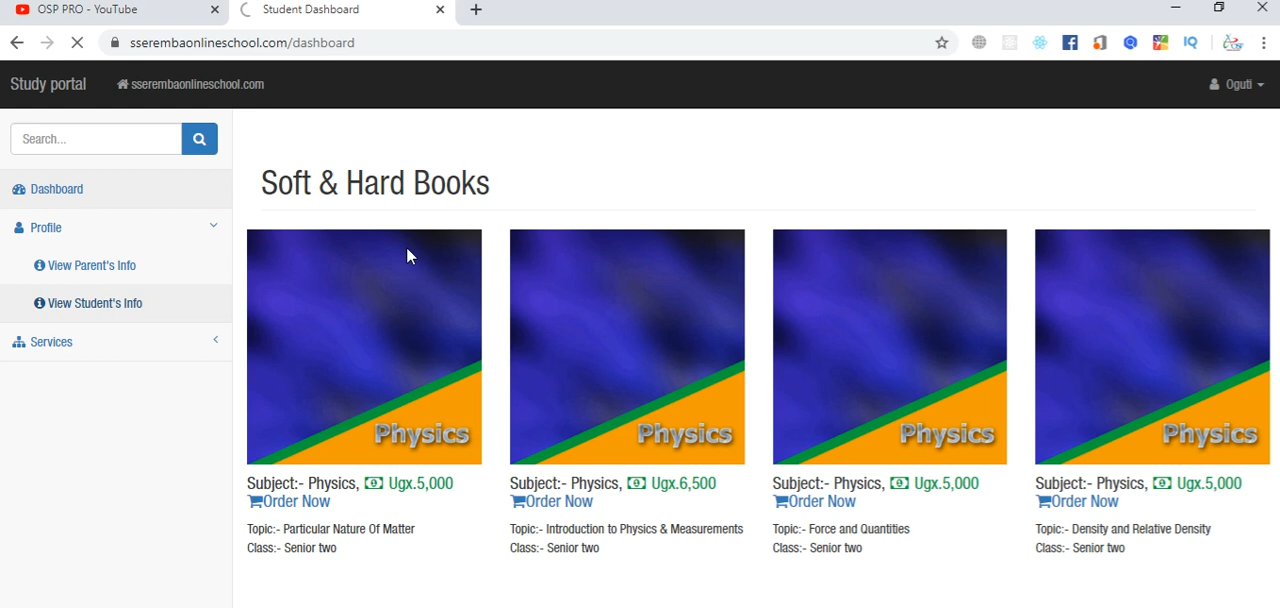 OSP PRO - YouTube
Student Dashboard
sserembaonlineschool.com/dashboard
IQ
Study portal
sserembaonlineschool.com
Oguti
Search...
Dashboard
Profile
View Parent's Info
View Student's Info
Services
Soft & Hard Books
Physics
Physics
Physics
Physics
Subject:- Physics, Ugx.5,000
Order Now
Topic:- Particular Nature Of Matter
Class:- Senior two
Subject:- Physics, Ugx.6,500
Order Now
Topic:- Introduction to Physics & Measurements
Class:- Senior two
Subject:- Physics, Ugx.5,000
Order Now
Topic:- Force and Quantities
Class:- Senior two
Subject:- Physics, Ugx.5,000
Order Now
Topic:- Density and Relative Density
Class:- Senior two